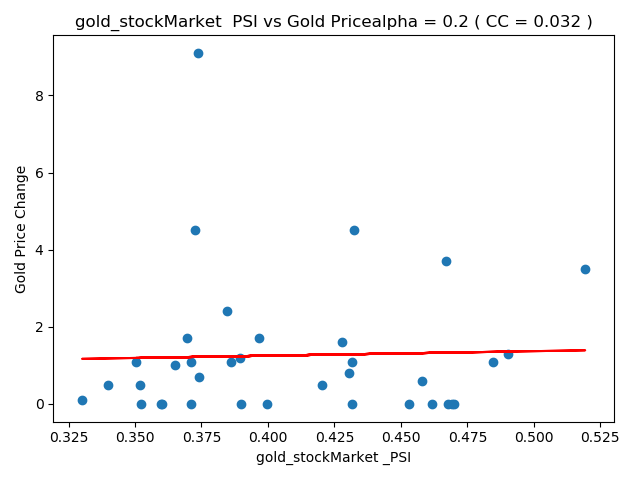 gold_stockMarket  PSI vs Gold Pricealpha = 0.2 ( CC = 0.032 )
Gold Price Change
8
6
4
2
0
0.325 0.350 0.375 0.400 0.425 0.450 0.475 0.500 0.525
gold_stockMarket _PSI